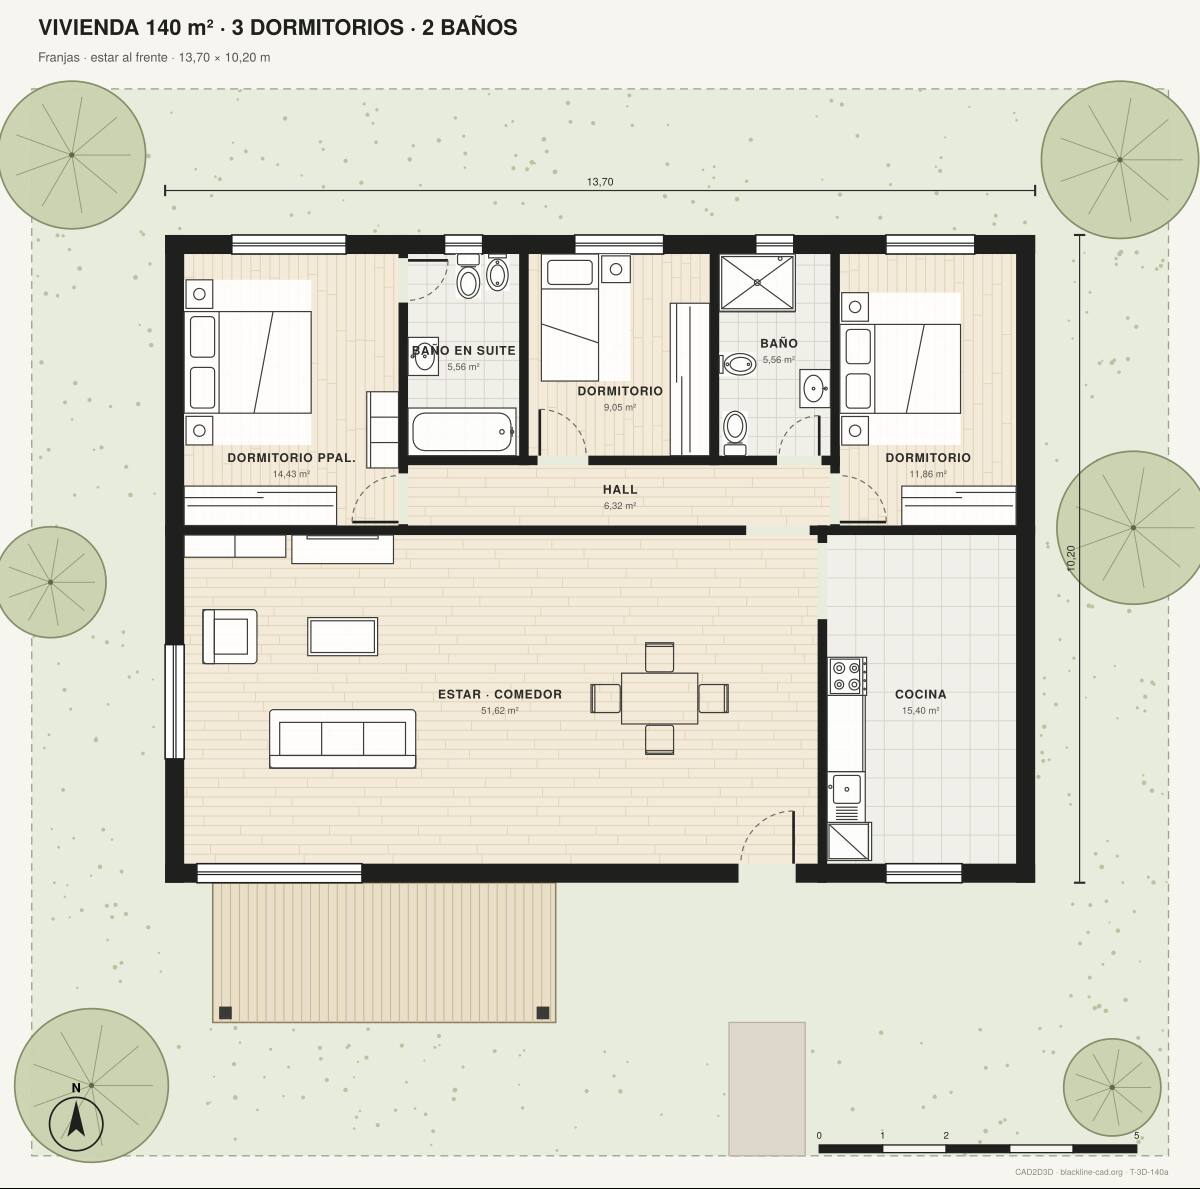 VIVIENDA 140 m² · 3 DORMITORIOS · 2 BAÑOS
Franjas · estar al frente · 13,70 × 10,20 m
13,70
BAÑO EN SUITE
5,56 m²
BAÑO
5,56 m²
DORMITORIO
9,05 m²
DORMITORIO PPAL.
14,43 m²
DORMITORIO
11,86 m²
HALL
6,32 m²
10,20
ESTAR · COMEDOR
51,62 m²
COCINA
15,40 m²
N
0 1 2 5
CAD2D3D · blackline-cad.org · T-3D-140a